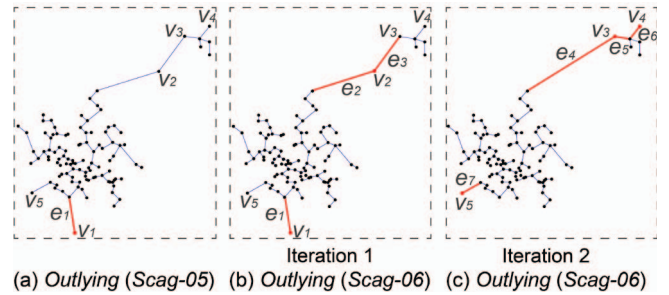 v4
v3
v2
v5
e1
v1
v4
v3
e3
e2
v2
v5
e1
v1
v4
v3
e6
e5
e4
e7
v5
Iteration 1
Iteration 2
(a) Outlying (Scag-05)
(b) Outlying (Scag-06)
(c) Outlying (Scag-06)